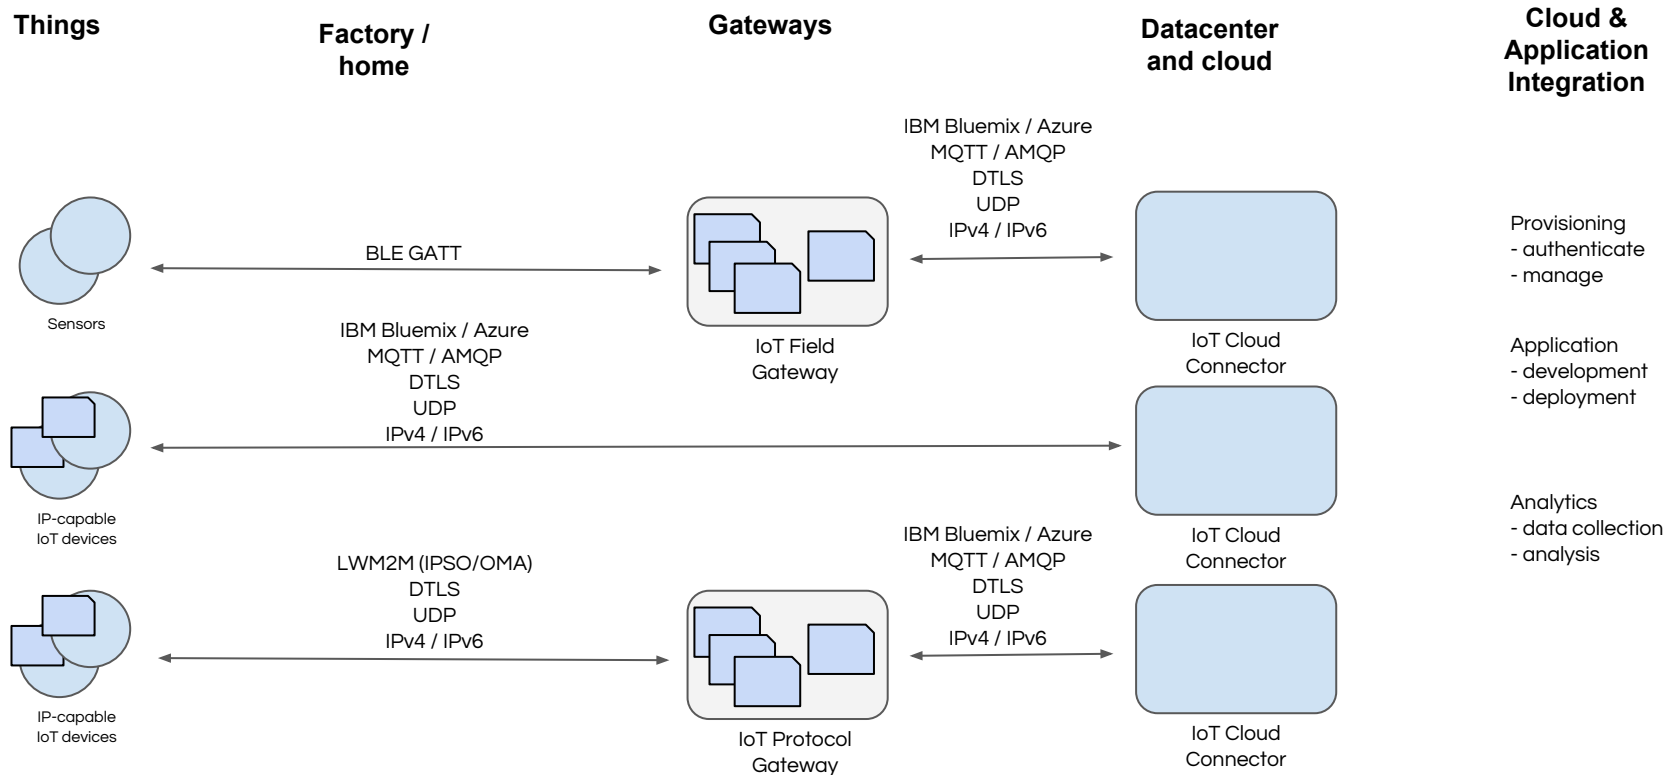 Things
Factory /
home
Gateways
Datacenter
and cloud
Cloud &
Application
Integration
IBM Bluemix / Azure
MQTT / AMQP
DTLS
UDP
IPv4 / IPv6
BLE GATT
Sensors
IoT Field
Gateway
IoT Cloud
Connector
Provisioning
- authenticate
- manage
IBM Bluemix / Azure
MQTT / AMQP
DTLS
UDP
IPv4 / IPv6
IP-capable
IoT devices
IoT Cloud
Connector
Application
- development
- deployment
LWM2M (IPSO/OMA)
DTLS
UDP
IPv4 / IPv6
IP-capable
IoT devices
IoT Protocol
Gateway
IBM Bluemix / Azure
MQTT / AMQP
DTLS
UDP
IPv4 / IPv6
IoT Cloud
Connector
Analytics
- data collection
- analysis